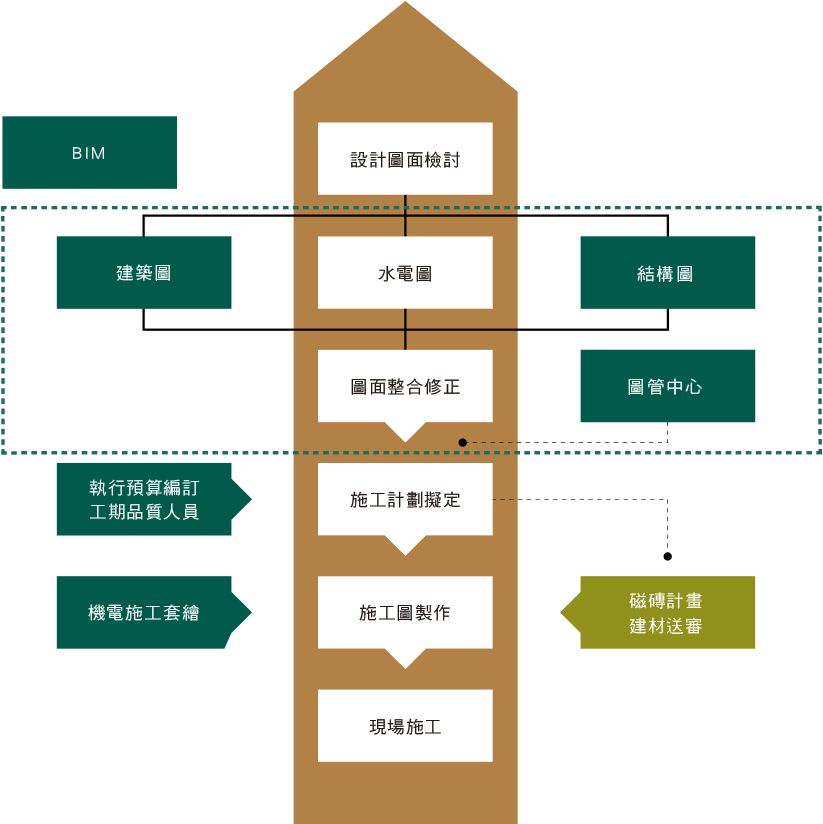 設計圖面檢討
BIM
建築圖
水電圖
結構圖
圖面整合修正
圖管中心
執行預算編訂
工期品質人員
施工計劃擬定
機電施工套繪
施工圖製作
磁磚計畫
建材送審
現場施工